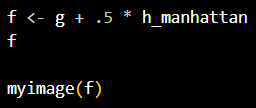 f <- g + .5 * h_manhattan
f
myimage(f)